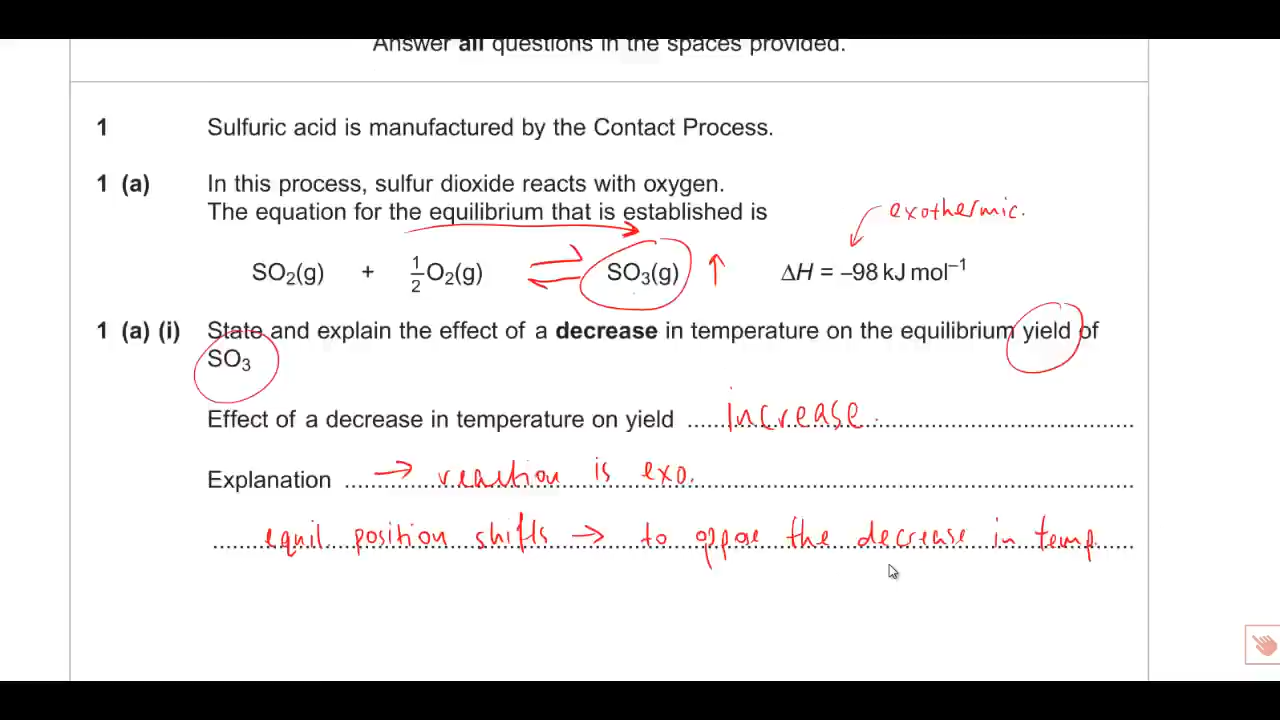 Answer all questions in the spaces provided.
1 Sulfuric acid is manufactured by the Contact Process.
1 (a) In this process, sulfur dioxide reacts with oxygen.
The equation for the equilibrium that is established is
exothermic.
SO₂(g) + ½O₂(g) ⇌ SO₃(g) ↑ ΔH = –98 kJ mol⁻¹
1 (a) (i) State and explain the effect of a decrease in temperature on the equilibrium yield of
SO₃
Effect of a decrease in temperature on yield increase.
Explanation → reaction is exo.
equil position shifts → to oppose the decrease in temp.